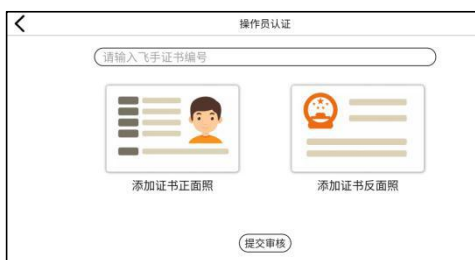 操作员认证
请输入飞手证书编号
添加证书正面照
添加证书反面照
提交审核